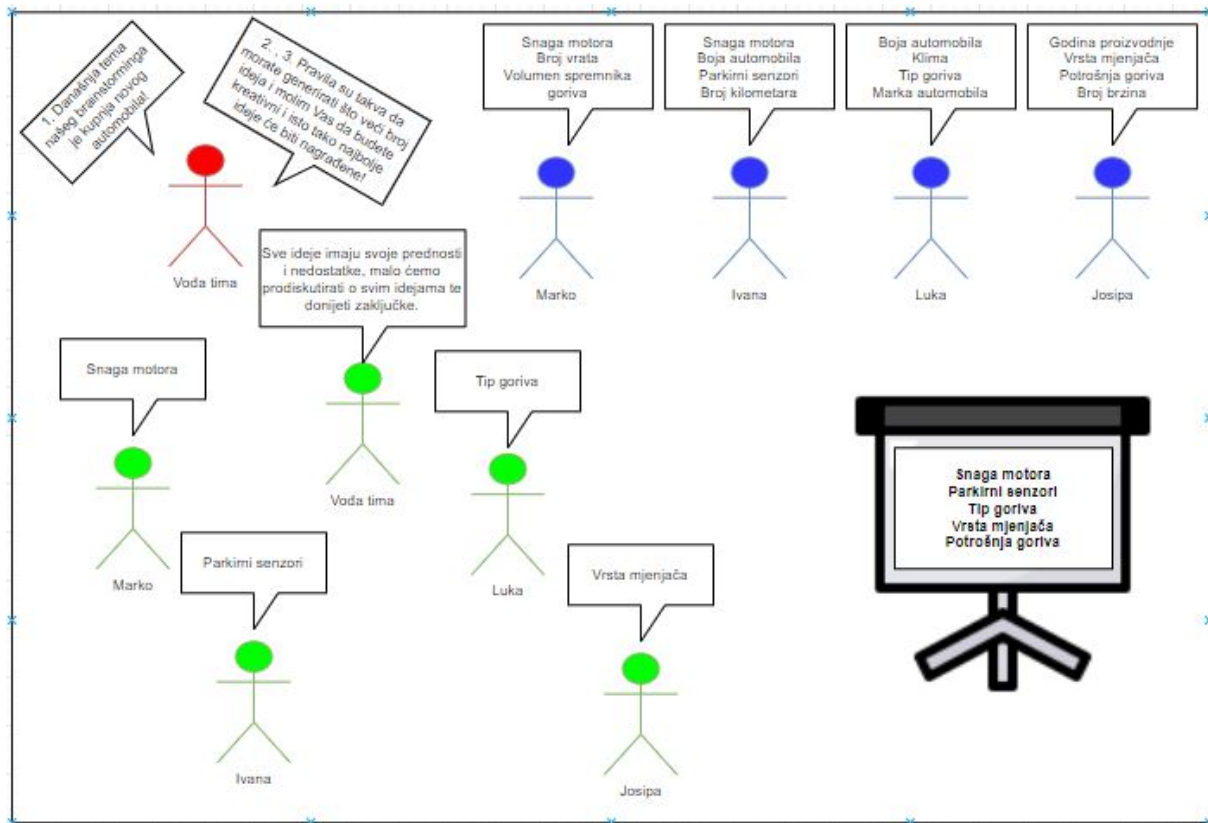 1. Današnja tema
našeg brainstorminga
je kupnja novog
automobila!
2. , 3. Pravila su takva da
morate generirati što veći broj
ideja i molim Vas da budete
kreativni i isto tako najbolje
ideje će biti nagrađene!
Voda tima
Snaga motora
Broj vrata
Volumen spremnika
goriva
Marko
Snaga motora
Boja automobila
Parkirni senzori
Broj kilometara
Ivana
Boja automobila
Klima
Tip goriva
Marka automobila
Luka
Godina proizvodnje
Vrsta mjenjača
Potrošnja goriva
Broj brzina
Josipa
Sve ideje imaju svoje prednosti
i nedostatke, malo ćemo
prodiskutirati o svim idejama te
donijeti zaključke.
Voda tima
Snaga motora
Marko
Tip goriva
Luka
Parkirni senzori
Ivana
Vrsta mjenjača
Josipa
Snaga motora
Parkirni senzori
Tip goriva
Vrsta mjenjača
Potrošnja goriva